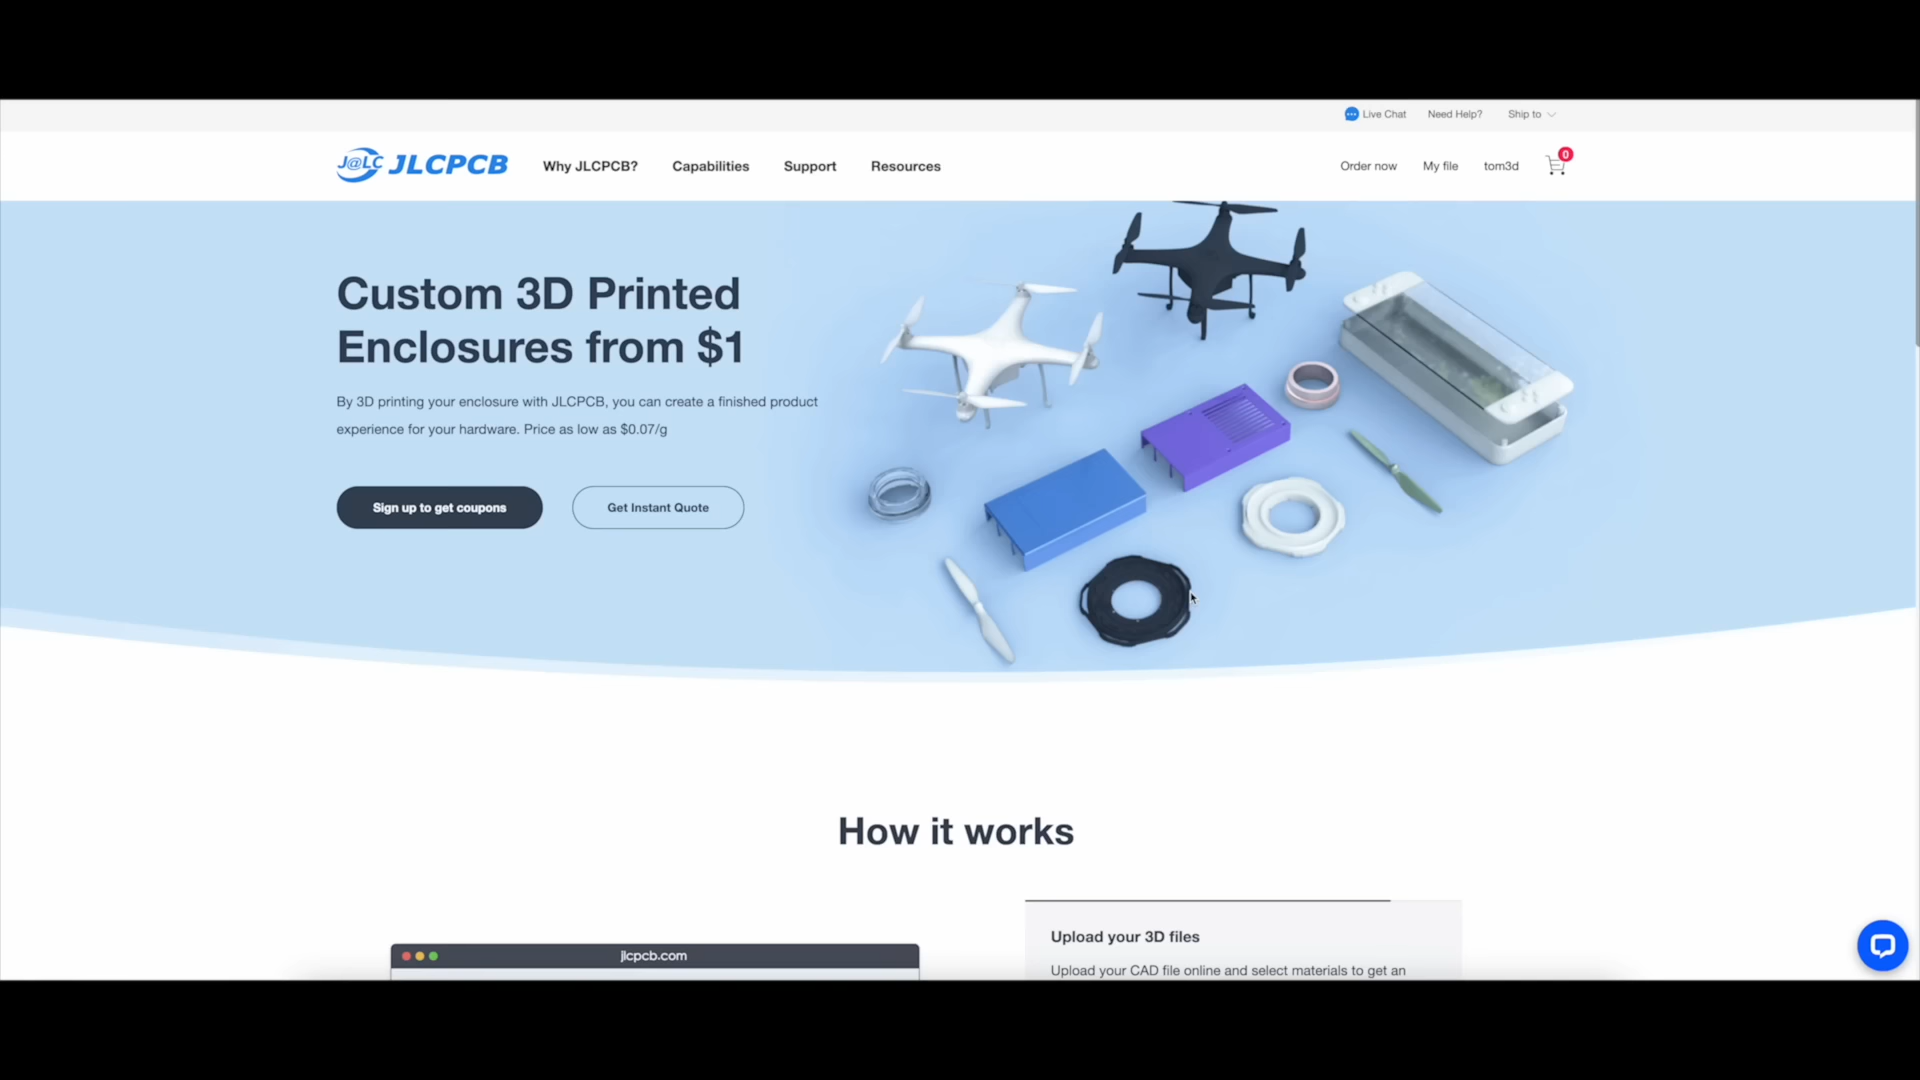 Live Chat Need Help? Ship to
J@LC JLCPCB Why JLCPCB? Capabilities Support Resources Order now My file tom3d 0
Custom 3D Printed
Enclosures from $1
By 3D printing your enclosure with JLCPCB, you can create a finished product
experience for your hardware. Price as low as $0.07/g
Sign up to get coupons Get Instant Quote
How it works
jlcpcb.com
Upload your 3D files
Upload your CAD file online and select materials to get an